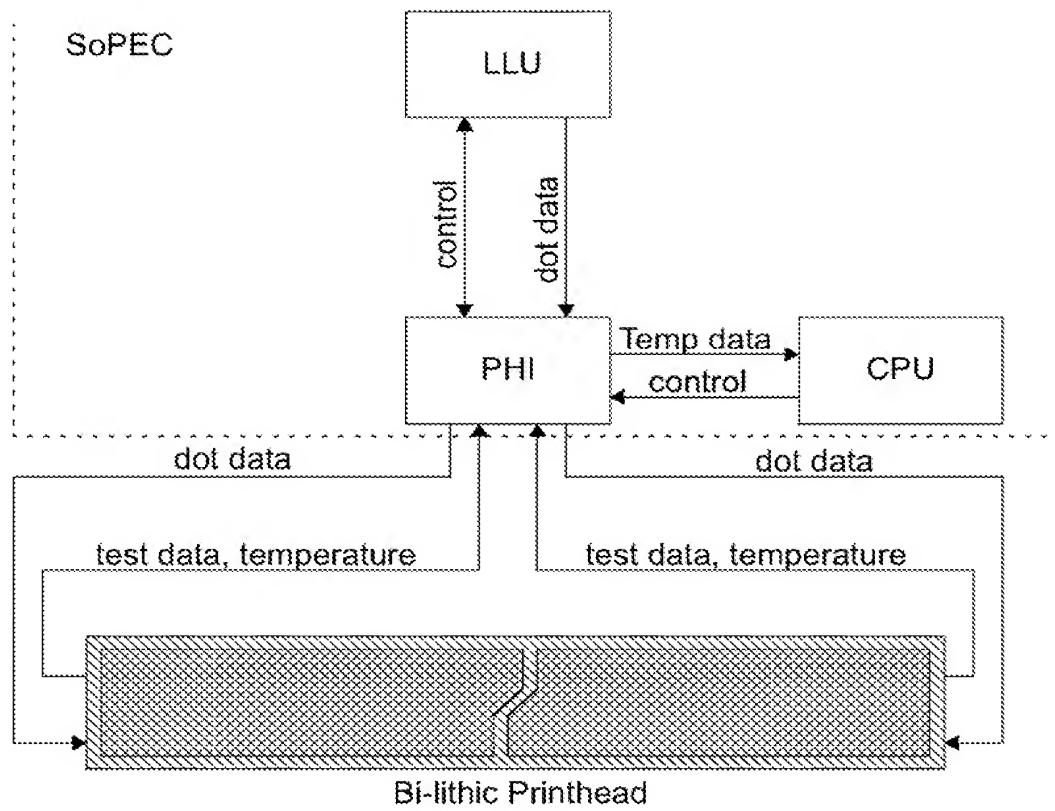 SoPEC
LLU
control
dot data
PHI
Temp data
control
CPU
dot data
dot data
test data, temperature
test data, temperature
Bi-lithic Printhead